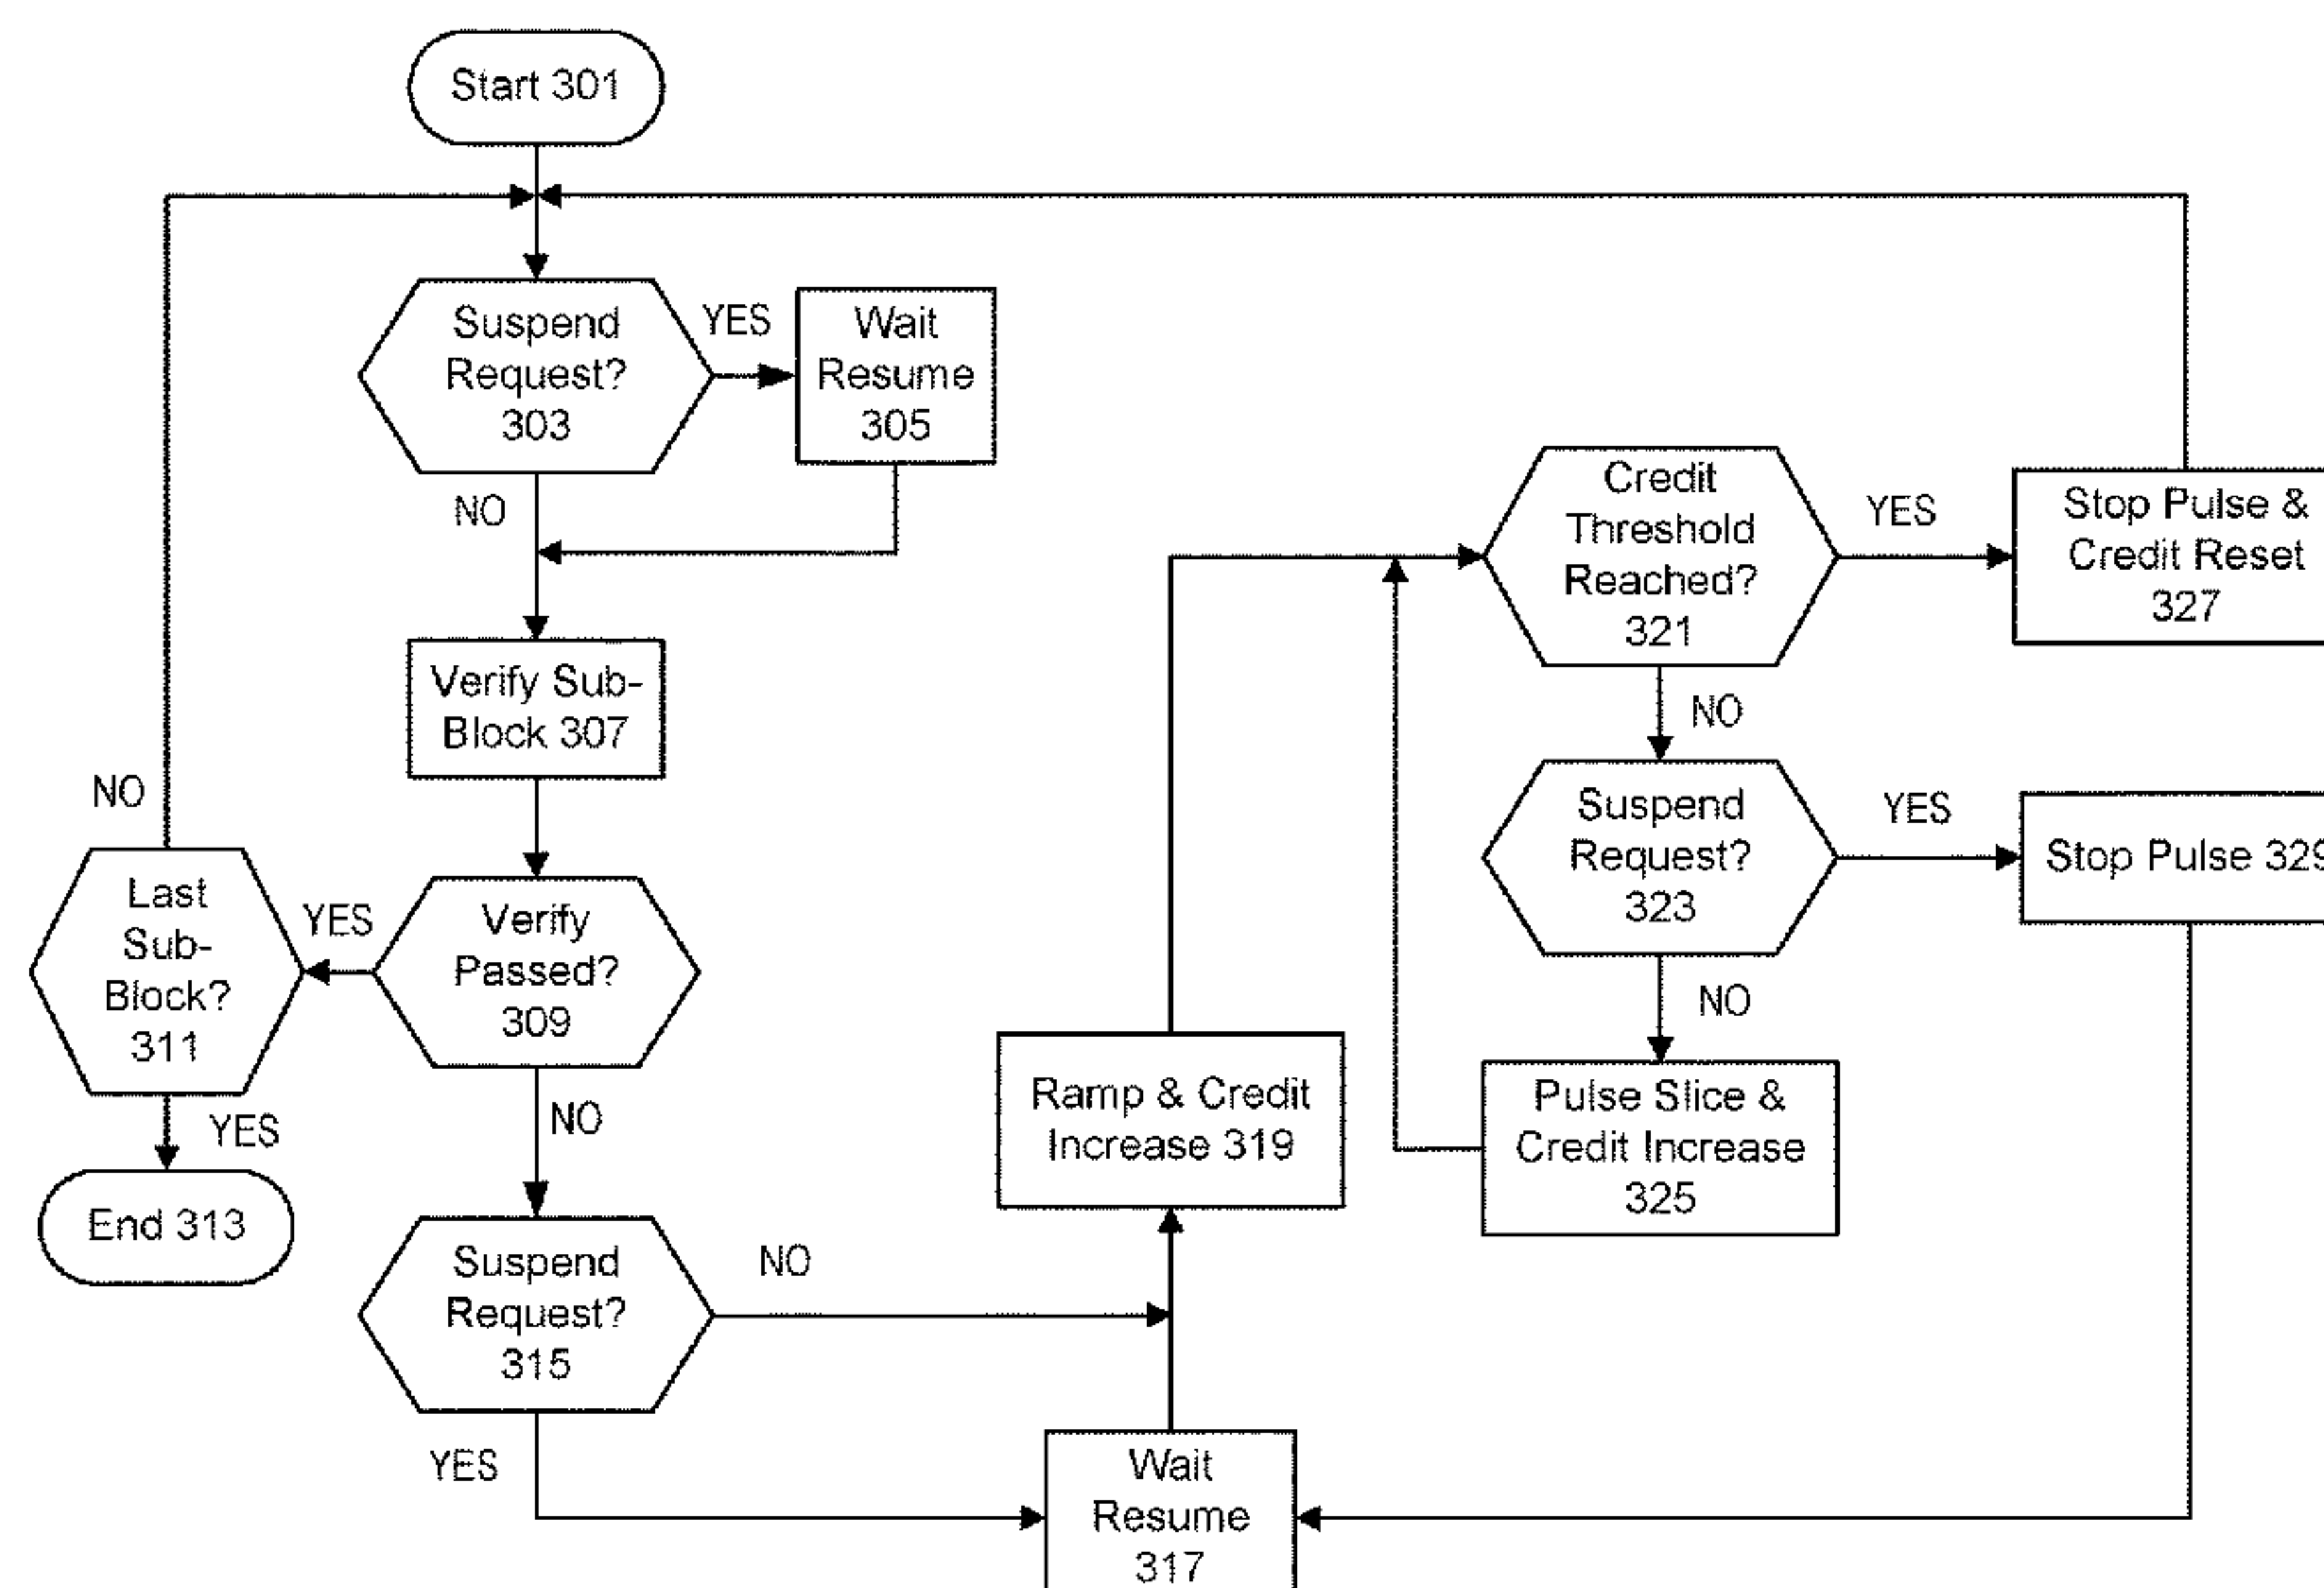 Start 301
Suspend
Request?
303
YES
Wait
Resume
305
NO
Verify Sub-
Block 307
Verify
Passed?
309
YES
Last
Sub-
Block?
311
NO
YES
End 313
NO
Suspend
Request?
315
NO
YES
Wait
Resume
317
Ramp & Credit
Increase 319
Credit
Threshold
Reached?
321
YES
Stop Pulse &
Credit Reset
327
NO
Suspend
Request?
323
YES
Stop Pulse 329
NO
Pulse Slice &
Credit Increase
325